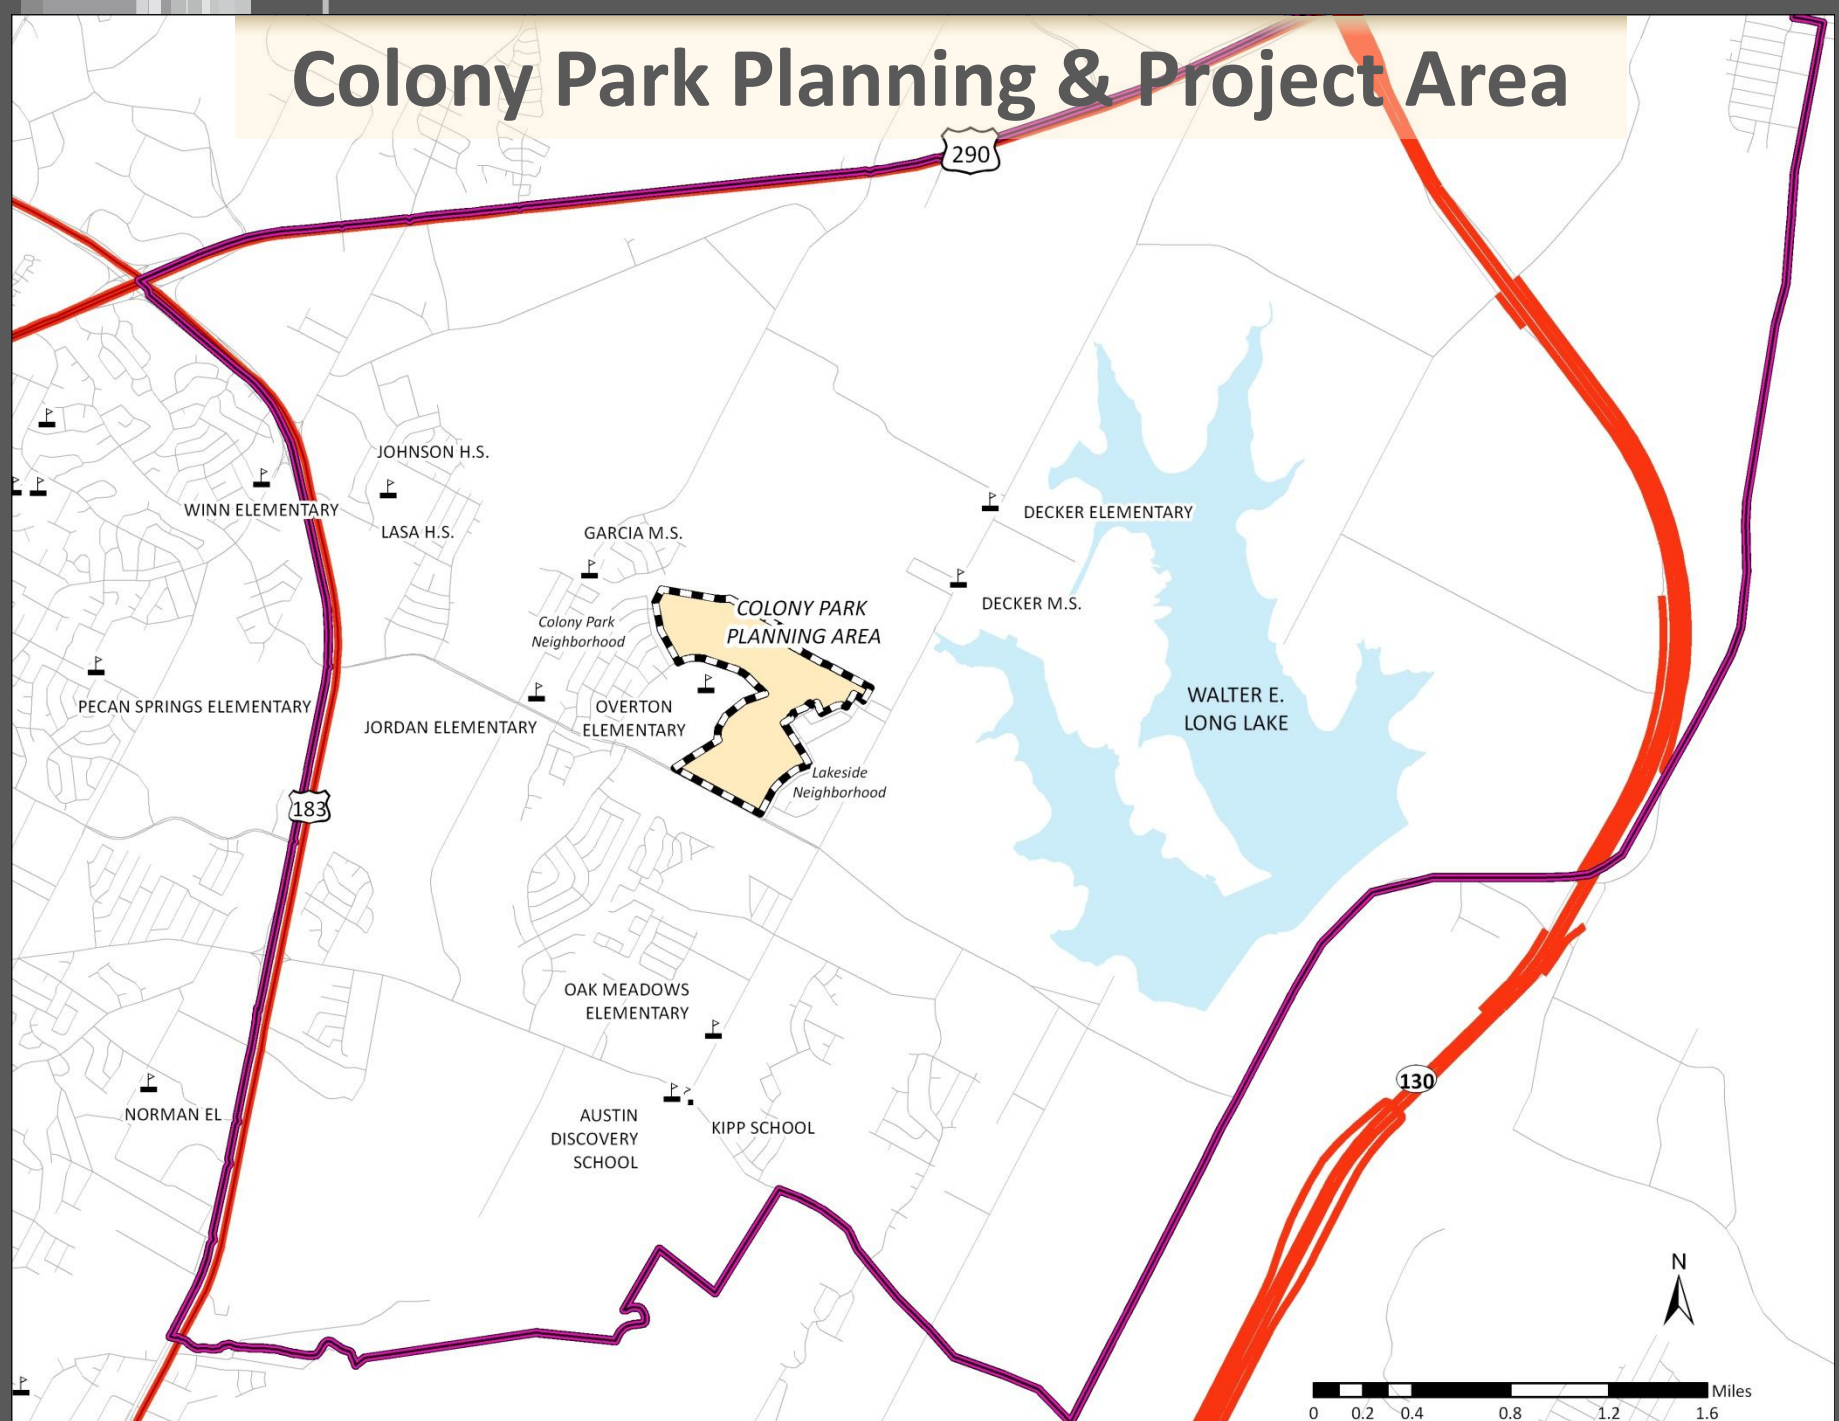 Colony Park Planning & Project Area
290
JOHNSON H.S.
WINN ELEMENTARY
LASA H.S.
GARCIA M.S.
DECKER ELEMENTARY
DECKER M.S.
COLONY PARK
PLANNING AREA
Colony Park
Neighborhood
PECAN SPRINGS ELEMENTARY
JORDAN ELEMENTARY
OVERTON
ELEMENTARY
WALTER E.
LONG LAKE
Lakeside
Neighborhood
183
OAK MEADOWS
ELEMENTARY
130
NORMAN EL
AUSTIN
DISCOVERY
SCHOOL
KIPP SCHOOL
N
Miles
0 0.2 0.4 0.8 1.2 1.6